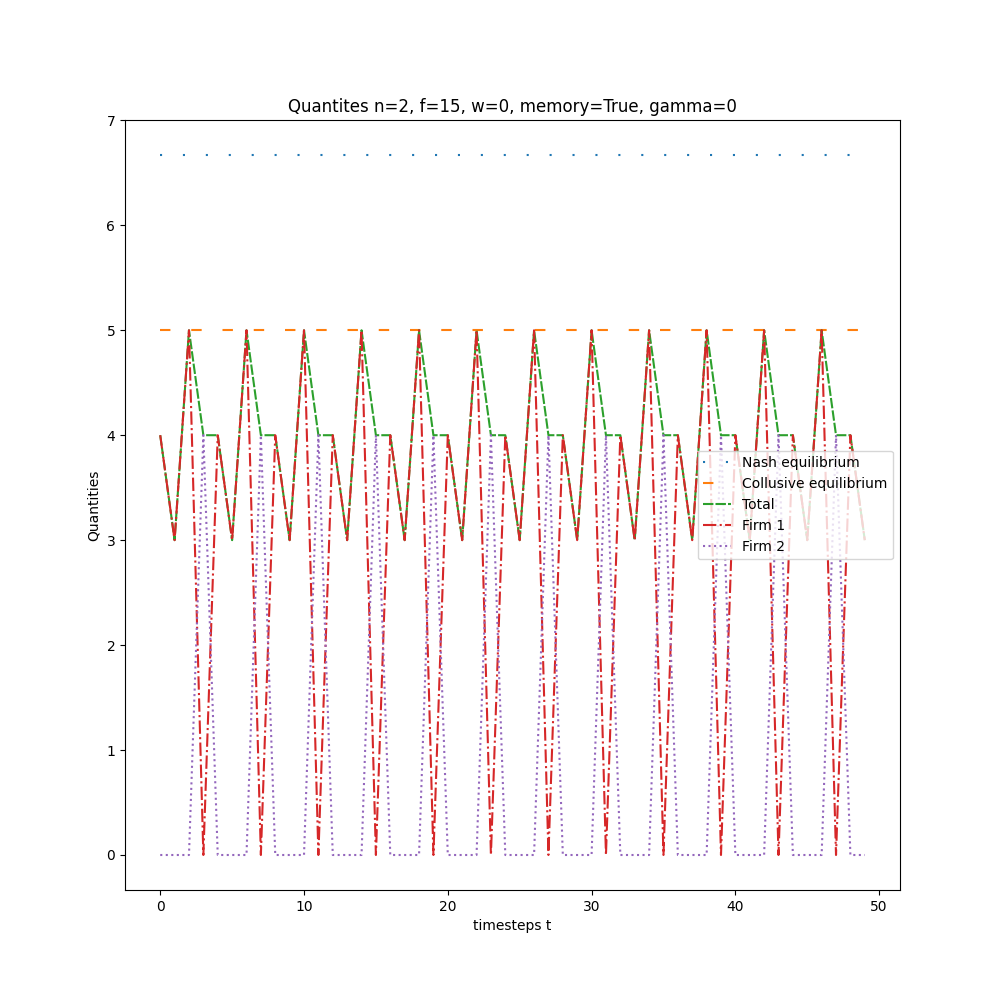 Quantites n=2, f=15, w=0, memory=True, gamma=0
7
6
5
4
3
2
1
0
Quantities
Nash equilibrium
Collusive equilibrium
Total
Firm 1
Firm 2
0 10 20 30 40 50
timesteps t